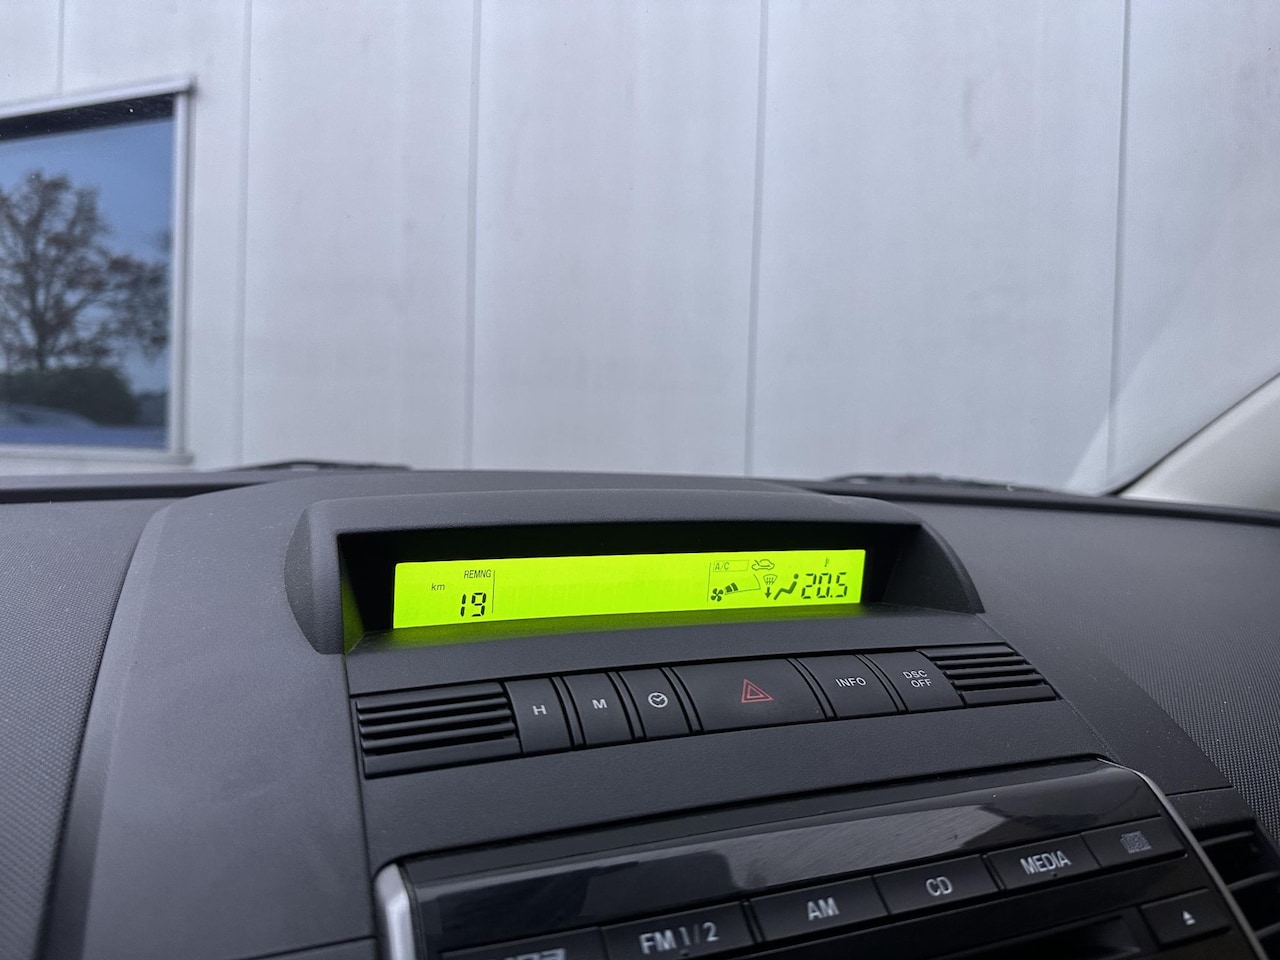 km REMNG 19
A/C 20.5
H M INFO DSC OFF
FM1/2 AM CD MEDIA